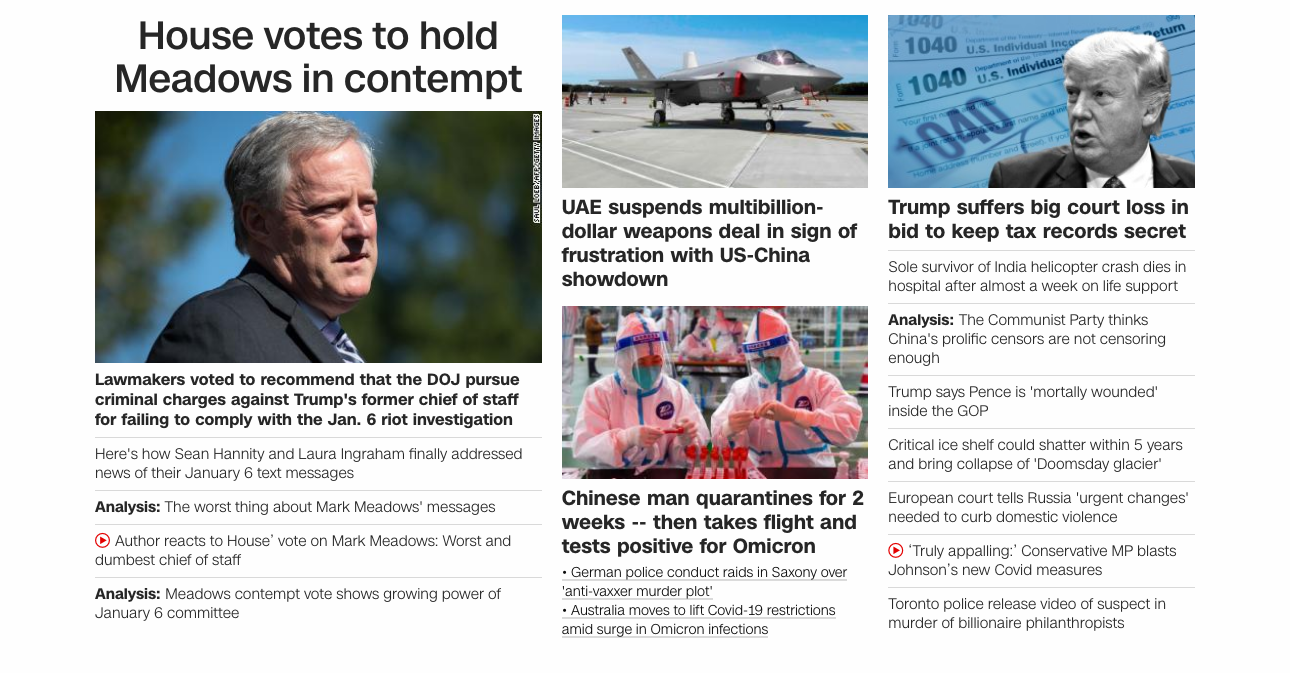 House votes to hold
Meadows in contempt
SAUL LOEB/AFP/GETTY IMAGES
Lawmakers voted to recommend that the DOJ pursue
criminal charges against Trump's former chief of staff
for failing to comply with the Jan. 6 riot investigation
Here's how Sean Hannity and Laura Ingraham finally addressed
news of their January 6 text messages
Analysis: The worst thing about Mark Meadows' messages
Author reacts to House’ vote on Mark Meadows: Worst and
dumbest chief of staff
Analysis: Meadows contempt vote shows growing power of
January 6 committee
UAE suspends multibillion-
dollar weapons deal in sign of
frustration with US-China
showdown
Chinese man quarantines for 2
weeks -- then takes flight and
tests positive for Omicron
• German police conduct raids in Saxony over
'anti-vaxxer murder plot'
• Australia moves to lift Covid-19 restrictions
amid surge in Omicron infections
1040
U.S. Individual Inco
Return
Form
1040
Department of the Treasury
U.S. Individual
1040
Trump suffers big court loss in
bid to keep tax records secret
Sole survivor of India helicopter crash dies in
hospital after almost a week on life support
Analysis: The Communist Party thinks
China's prolific censors are not censoring
enough
Trump says Pence is 'mortally wounded'
inside the GOP
Critical ice shelf could shatter within 5 years
and bring collapse of 'Doomsday glacier'
European court tells Russia 'urgent changes'
needed to curb domestic violence
‘Truly appalling:’ Conservative MP blasts
Johnson’s new Covid measures
Toronto police release video of suspect in
murder of billionaire philanthropists